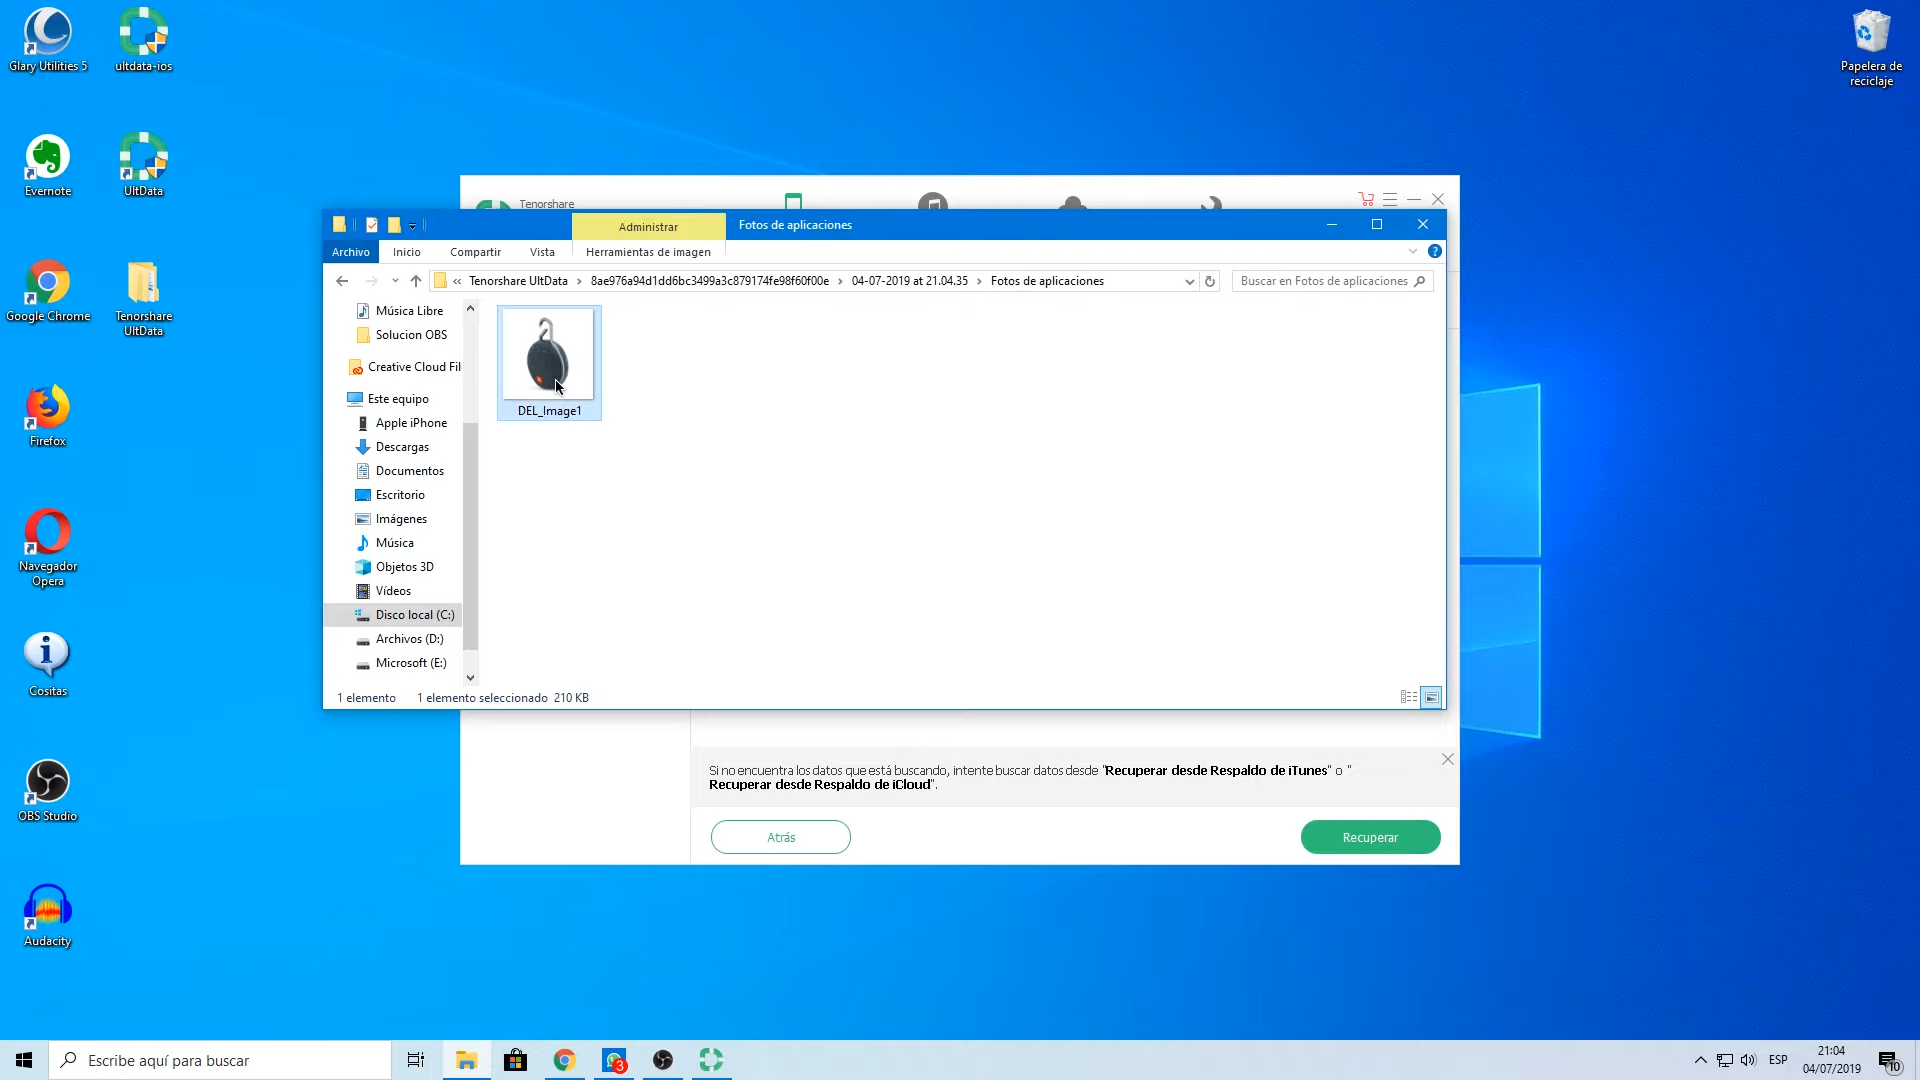 Glary Utilities 5
ultdata-ios
Papelera de
reciclaje
Evernote
UltData
Tenorshare
Administrar
Fotos de aplicaciones
Archivo
Inicio
Compartir
Vista
Herramientas de imagen
« Tenorshare UltData › 8ae976a94d1dd6bc3499a3c879174fe98f60f00e › 04-07-2019 at 21.04.35 › Fotos de aplicaciones
Buscar en Fotos de aplicaciones
Google Chrome
Tenorshare
UltData
Música Libre
Solucion OBS
Creative Cloud Fil
Este equipo
Apple iPhone
Descargas
Documentos
Escritorio
Imágenes
Música
Objetos 3D
Vídeos
Disco local (C:)
Archivos (D:)
Microsoft (E:)
DEL_Image1
1 elemento
1 elemento seleccionado 210 KB
Firefox
Navegador
Opera
Cositas
OBS Studio
Audacity
Si no encuentra los datos que está buscando, intente buscar datos desde "Recuperar desde Respaldo de iTunes" o "
Recuperar desde Respaldo de iCloud".
Atrás
Recuperar
Escribe aquí para buscar
3
ESP
21:04
04/07/2019
10